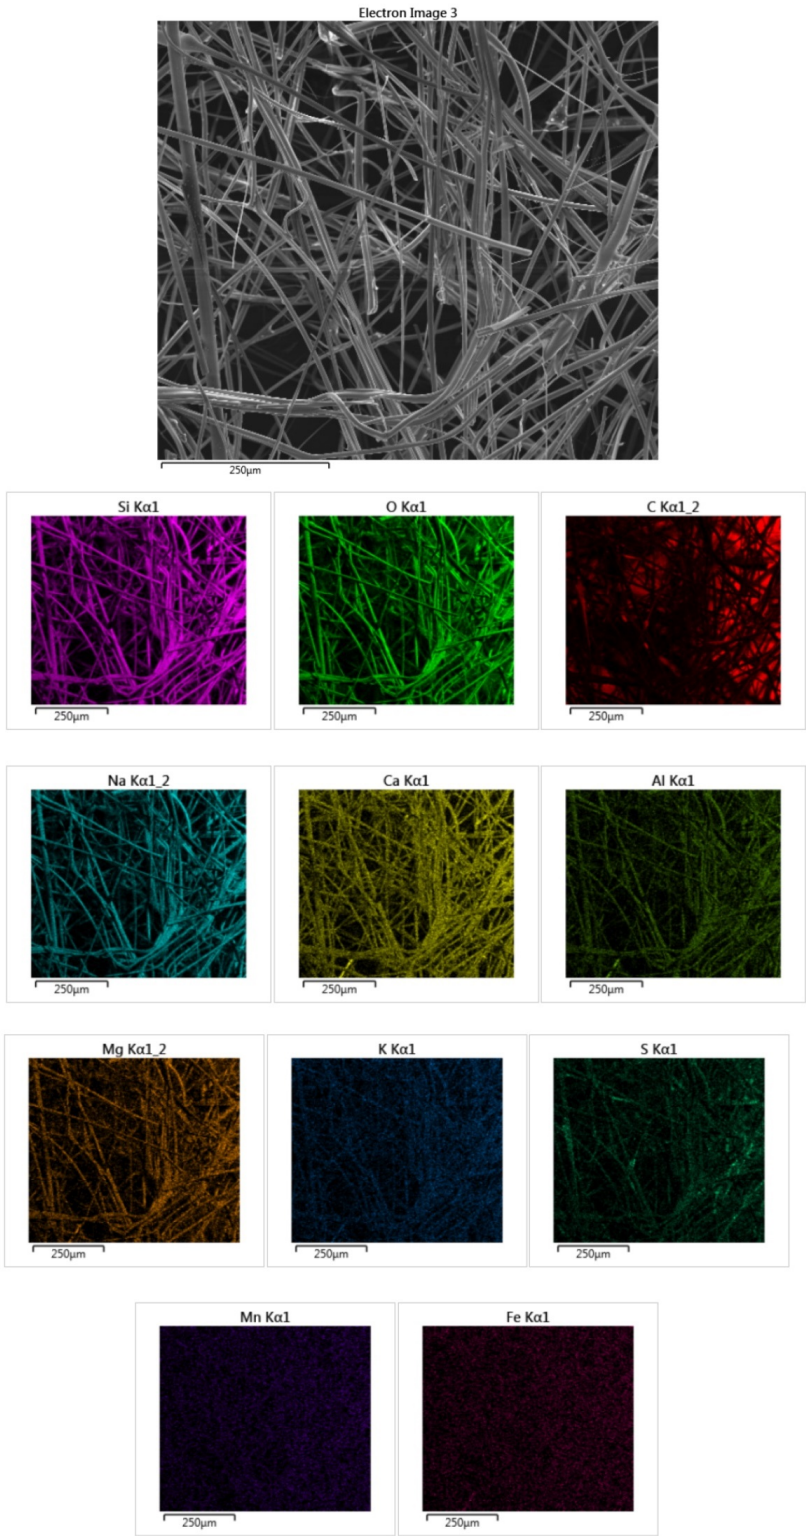 Electron Image 3
250µm
Si Kα1
O Kα1
C Kα1_2
250µm
250µm
250µm
Na Kα1_2
Ca Kα1
Al Kα1
250µm
250µm
250µm
Mg Kα1_2
K Kα1
S Kα1
250µm
250µm
250µm
Mn Kα1
Fe Kα1
250µm
250µm